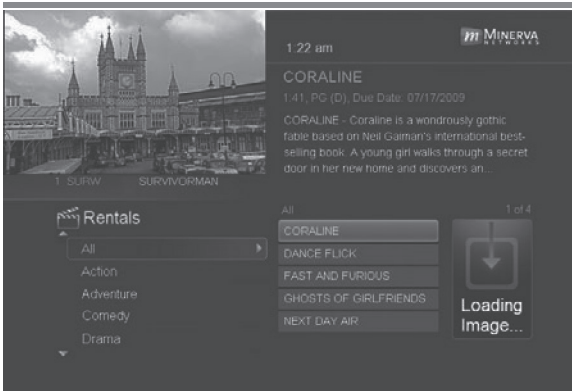 1:22 am
MINERVA
NETWORKS
CORALINE
1:41; PG (D), Due Date: 07/17/2009
CORALINE - Coraline is a wondrously gothic
fable based on Neil Gaiman's international best-
selling book. A young girl walks through a secret
door in her new home and discovers an...
1 SURW SURVIVORMAN
Rentals
All
Action
Adventure
Comedy
Drama
All 1 of 4
CORALINE
DANCE FLICK
FAST AND FURIOUS
GHOSTS OF GIRLFRIENDS
NEXT DAY AIR
Loading
Image...